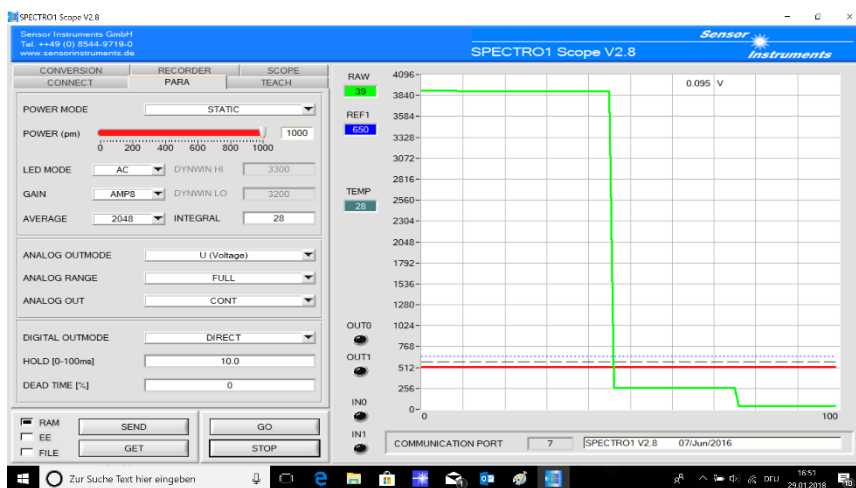 SPECTRO1 Scope V2.8
Sensor Instruments GmbH
Tel. ++49 (0) 8544-9719-0
www.sensorinstruments.de
SPECTRO1 Scope V2.8
Sensor
Instruments
CONVERSION RECORDER SCOPE
CONNECT PARA TEACH
POWER MODE STATIC
POWER (pm) 1000
0 200 400 600 800 1000
LED MODE AC DYNWIN HI 3300
GAIN AMP8 DYNWIN LO 3200
AVERAGE 2048 INTEGRAL 28
ANALOG OUTMODE U (Voltage)
ANALOG RANGE FULL
ANALOG OUT CONT
DIGITAL OUTMODE DIRECT
HOLD [0-100ms] 10.0
DEAD TIME [%] 0
RAM
EE
FILE
SEND GO
GET STOP
RAW
39
REF1
650
TEMP
28
OUT0
OUT1
IN0
IN1
0.095 V
4096
3840
3584
3328
3072
2816
2560
2304
2048
1792
1536
1280
1024
768
512
256
0
0 100
COMMUNICATION PORT 7 SPECTRO1 V2.8 07/Jun/2016
Zur Suche Text hier eingeben
DEU
16:51
29.01.2018